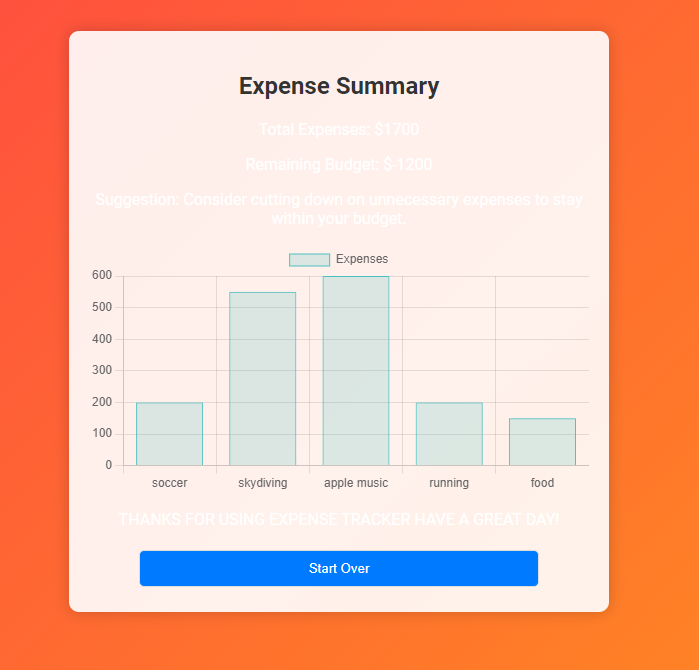 Expense Summary
Total Expenses: $1700
Remaining Budget: $-1200
Suggestion: Consider cutting down on unnecessary expenses to stay
within your budget.
Expenses
600
500
400
300
200
100
0
soccer skydiving apple music running food
THANKS FOR USING EXPENSE TRACKER HAVE A GREAT DAY!
Start Over